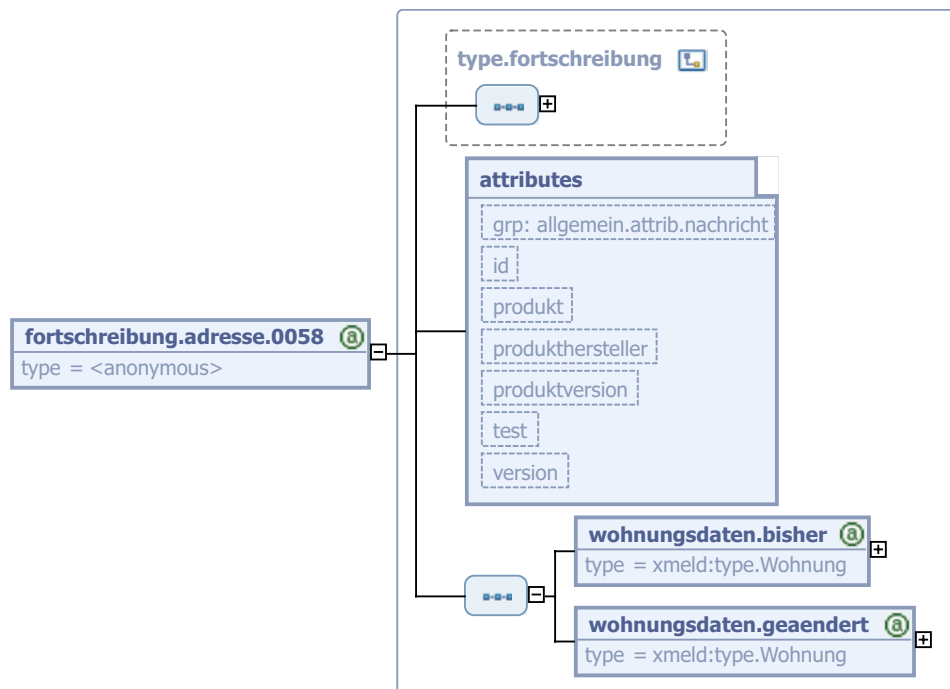 type.fortschreibung
attributes
grp: allgemein.attrib.nachricht
id
produkt
produkthersteller
produktversion
test
version
fortschreibung.adresse.0058
type = <anonymous>
wohnungsdaten.bisher
type = xmeld:type.Wohnung
wohnungsdaten.geaendert
type = xmeld:type.Wohnung